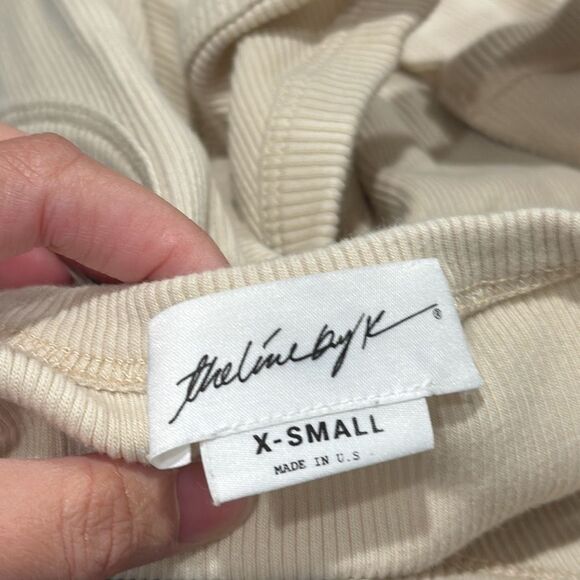 thelinebyk®
X-SMALL
MADE IN U.S